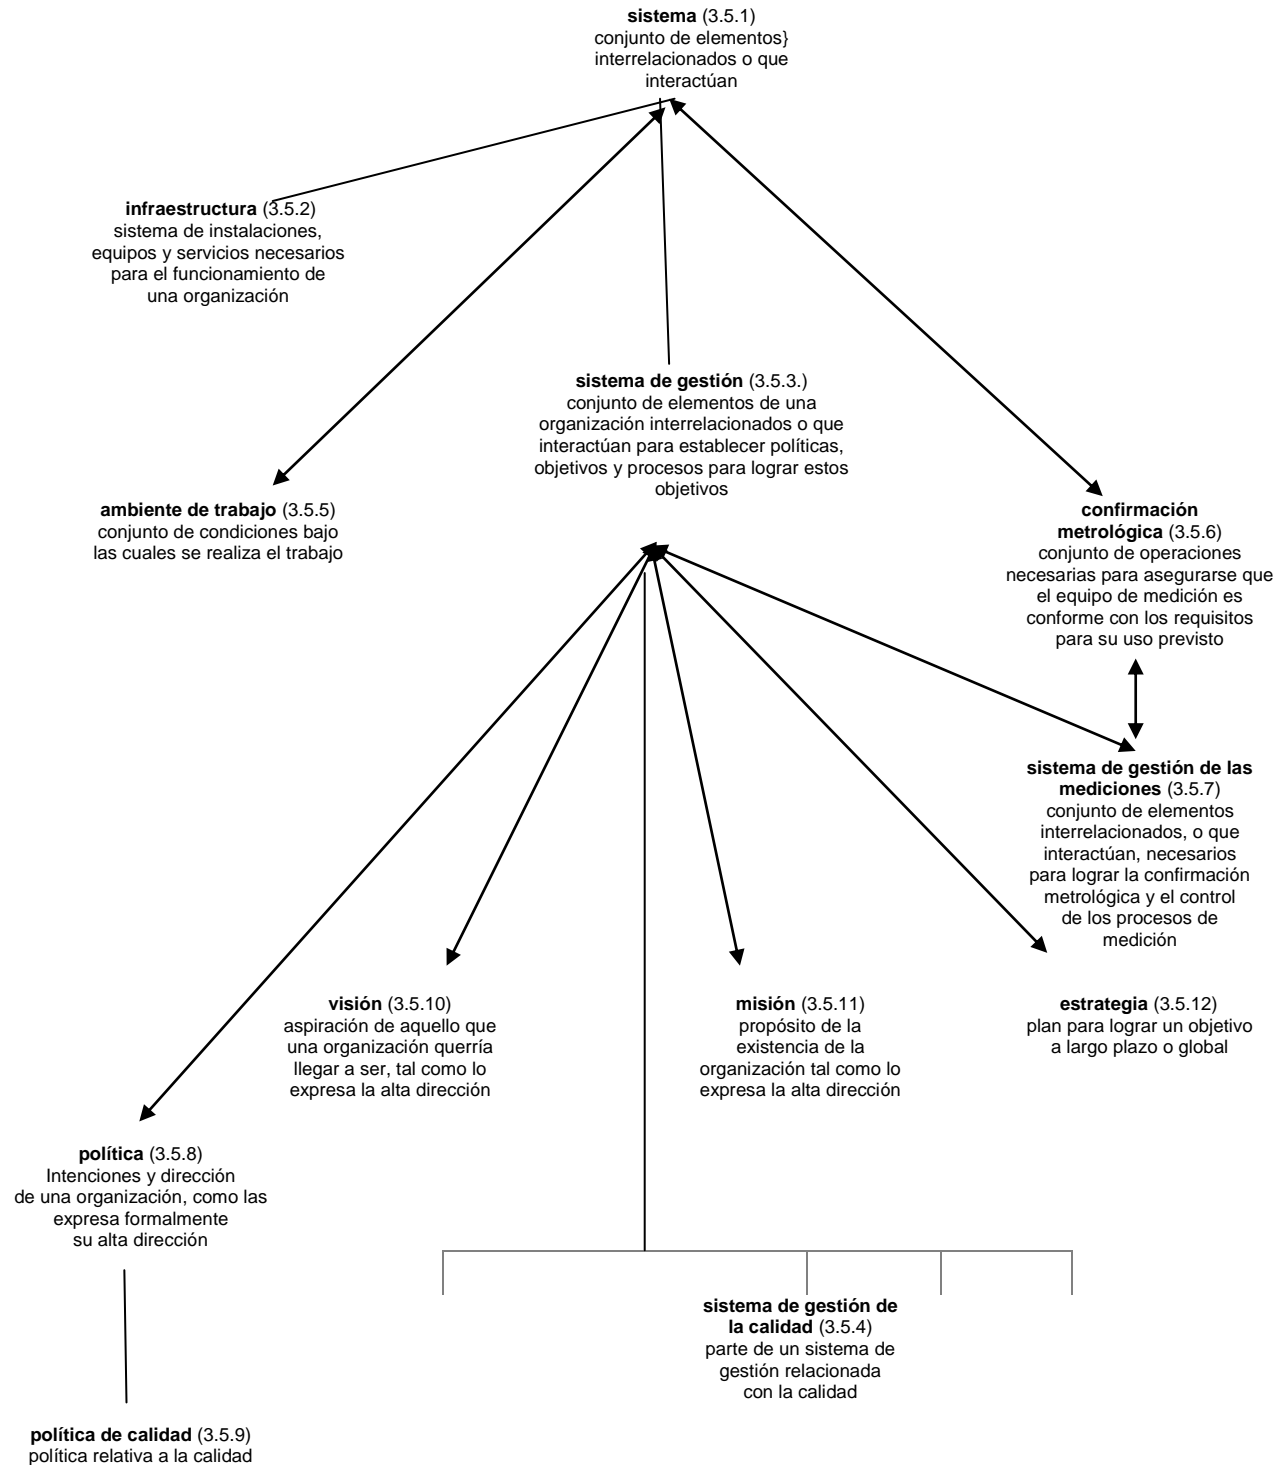 sistema (3.5.1)
conjunto de elementos}
interrelacionados o que
interactúan
infraestructura (3.5.2)
sistema de instalaciones,
equipos y servicios necesarios
para el funcionamiento de
una organización
sistema de gestión (3.5.3.)
conjunto de elementos de una
organización interrelacionados o que
interactúan para establecer políticas,
objetivos y procesos para lograr estos
objetivos
ambiente de trabajo (3.5.5)
conjunto de condiciones bajo
las cuales se realiza el trabajo
confirmación
metrológica (3.5.6)
conjunto de operaciones
necesarias para asegurarse que
el equipo de medición es
conforme con los requisitos
para su uso previsto
sistema de gestión de las
mediciones (3.5.7)
conjunto de elementos
interrelacionados, o que
interactúan, necesarios
para lograr la confirmación
metrológica y el control
de los procesos de
medición
visión (3.5.10)
aspiración de aquello que
una organización querría
llegar a ser, tal como lo
expresa la alta dirección
misión (3.5.11)
propósito de la
existencia de la
organización tal como lo
expresa la alta dirección
estrategia (3.5.12)
plan para lograr un objetivo
a largo plazo o global
política (3.5.8)
Intenciones y dirección
de una organización, como las
expresa formalmente
su alta dirección
sistema de gestión de
la calidad (3.5.4)
parte de un sistema de
gestión relacionada
con la calidad
política de calidad (3.5.9)
política relativa a la calidad